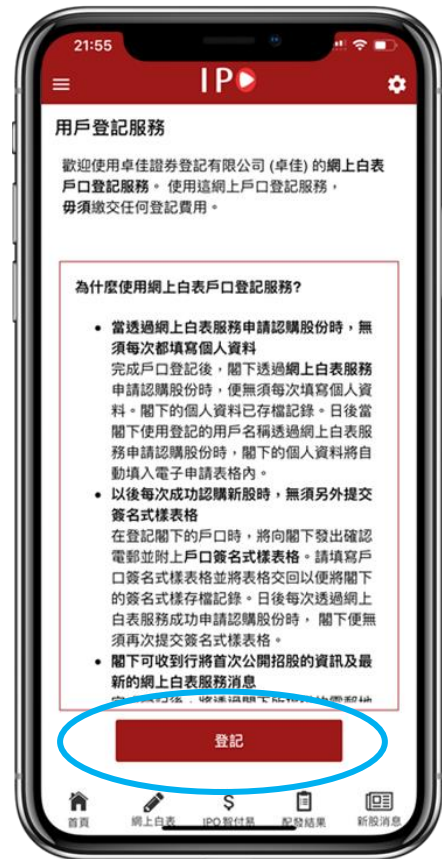 21:55
IPO
用戶登記服務
歡迎使用卓佳證券登記有限公司 (卓佳) 的網上白表
戶口登記服務。 使用這網上戶口登記服務，
毋須繳交任何登記費用。
為什麼使用網上白表戶口登記服務?
• 當透過網上白表服務申請認購股份時，無
須每次都填寫個人資料
完成戶口登記後，閣下透過網上白表服務
申請認購股份時，便無須每次填寫個人資
料。閣下的個人資料已存檔記錄。日後當
閣下使用登記的用戶名稱透過網上白表服
務申請認購股份時，閣下的個人資料將自
動填入電子申請表格內。
• 以後每次成功認購新股時，無須另外提交
簽名式樣表格
在登記閣下的戶口時，將向閣下發出確認
電郵並附上戶口簽名式樣表格。請填寫戶
口簽名式樣表格並將表格交回以便將閣下
的簽名式樣存檔記錄。日後每次透過網上
白表服務成功申請認購股份時， 閣下便無
須再次提交簽名式樣表格。
• 閣下可收到行將首次公開招股的資訊及最
新的網上白表服務消息
登記
首頁
網上白表
IPO 智付易
配發結果
新股消息